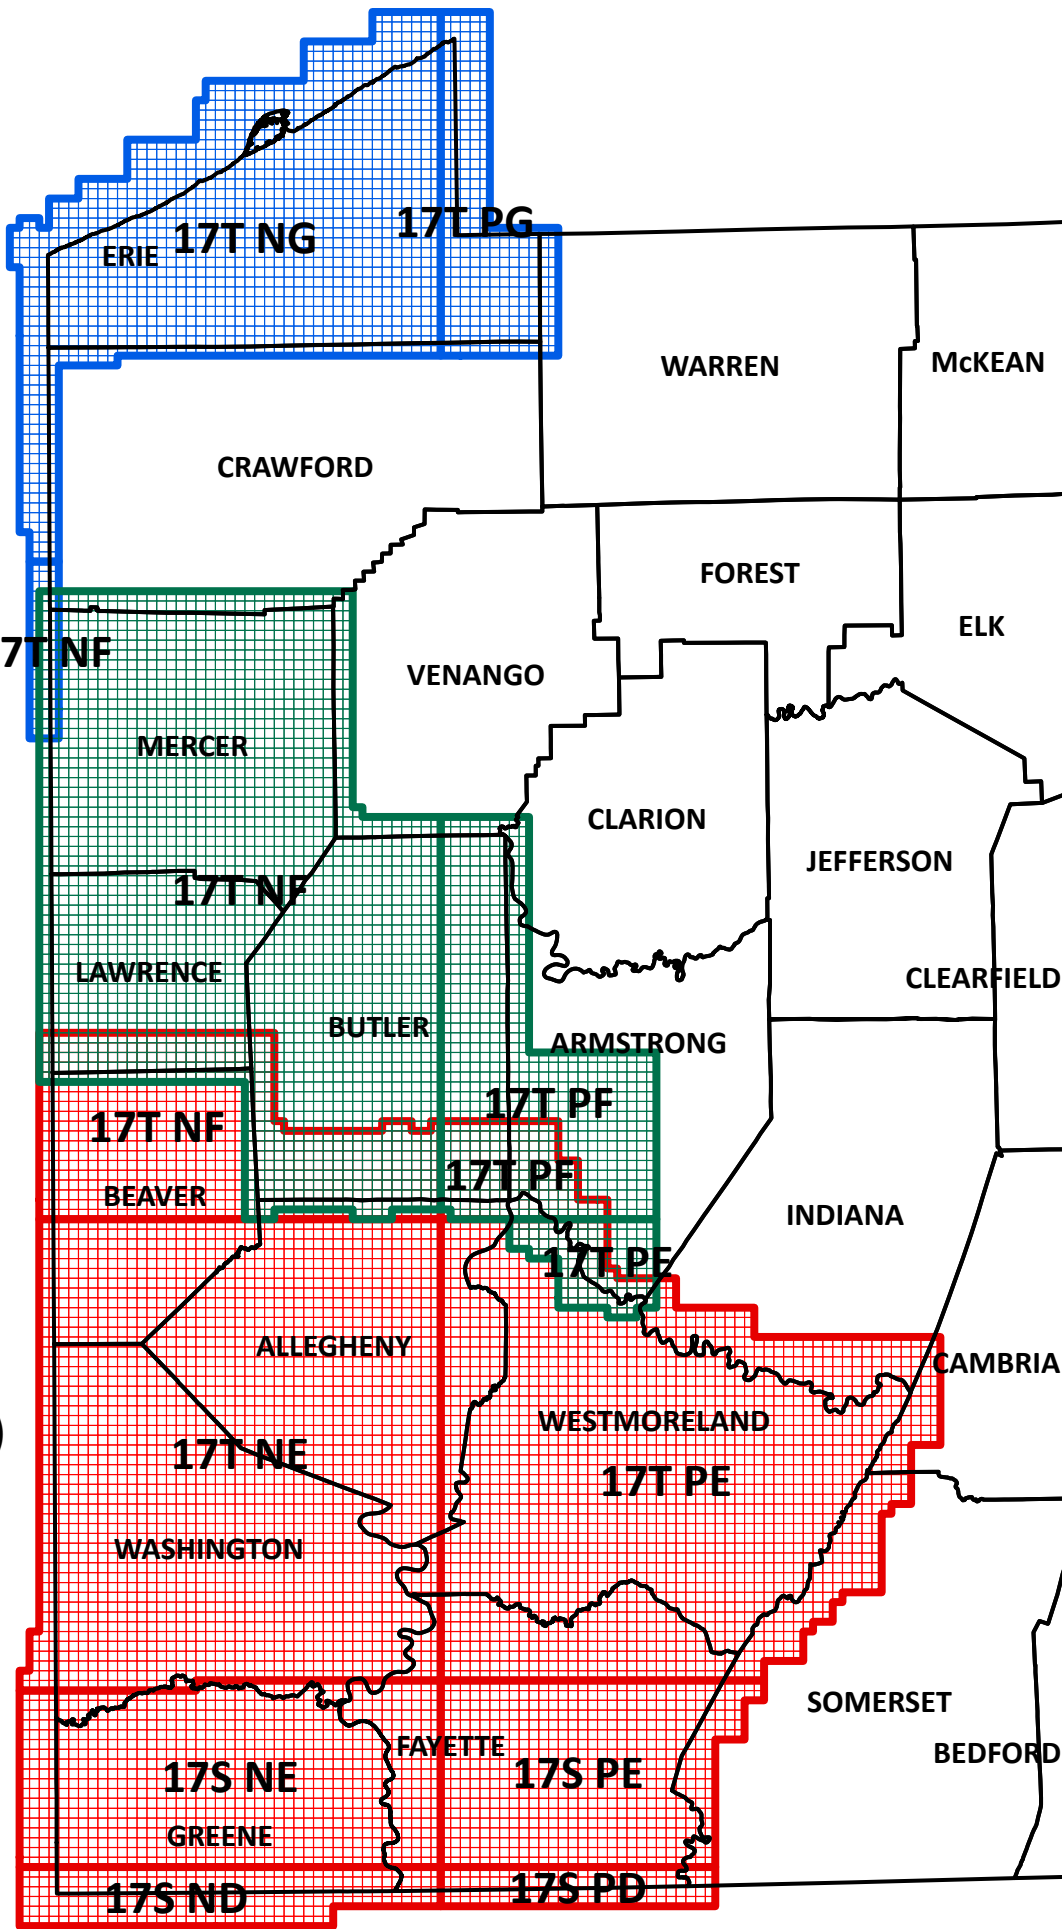 17T PG
17T NG
ERIE
WARREN
McKEAN
CRAWFORD
FOREST
ELK
7T NF
VENANGO
MERCER
CLARION
JEFFERSON
17T NF
LAWRENCE
CLEARFIELD
BUTLER
ARMSTRONG
17T PF
17T NF
17T PF
BEAVER
INDIANA
17T PE
ALLEGHENY
CAMBRIA
WESTMORELAND
17T NE
17T PE
WASHINGTON
SOMERSET
FAYETTE
BEDFORD
17S NE
17S PE
GREENE
17S ND
17S PD